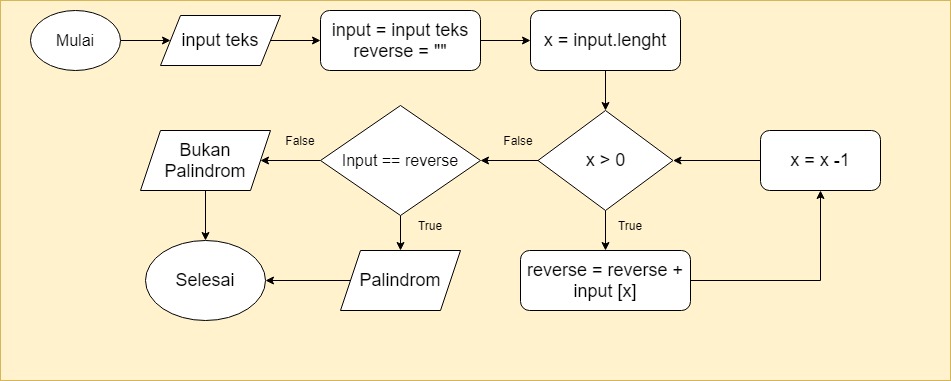 Mulai
input teks
input = input teks
reverse = ""
x = input.lenght
Bukan
Palindrom
False
Input == reverse
False
x > 0
x = x -1
True
True
Selesai
Palindrom
reverse = reverse +
input [x]